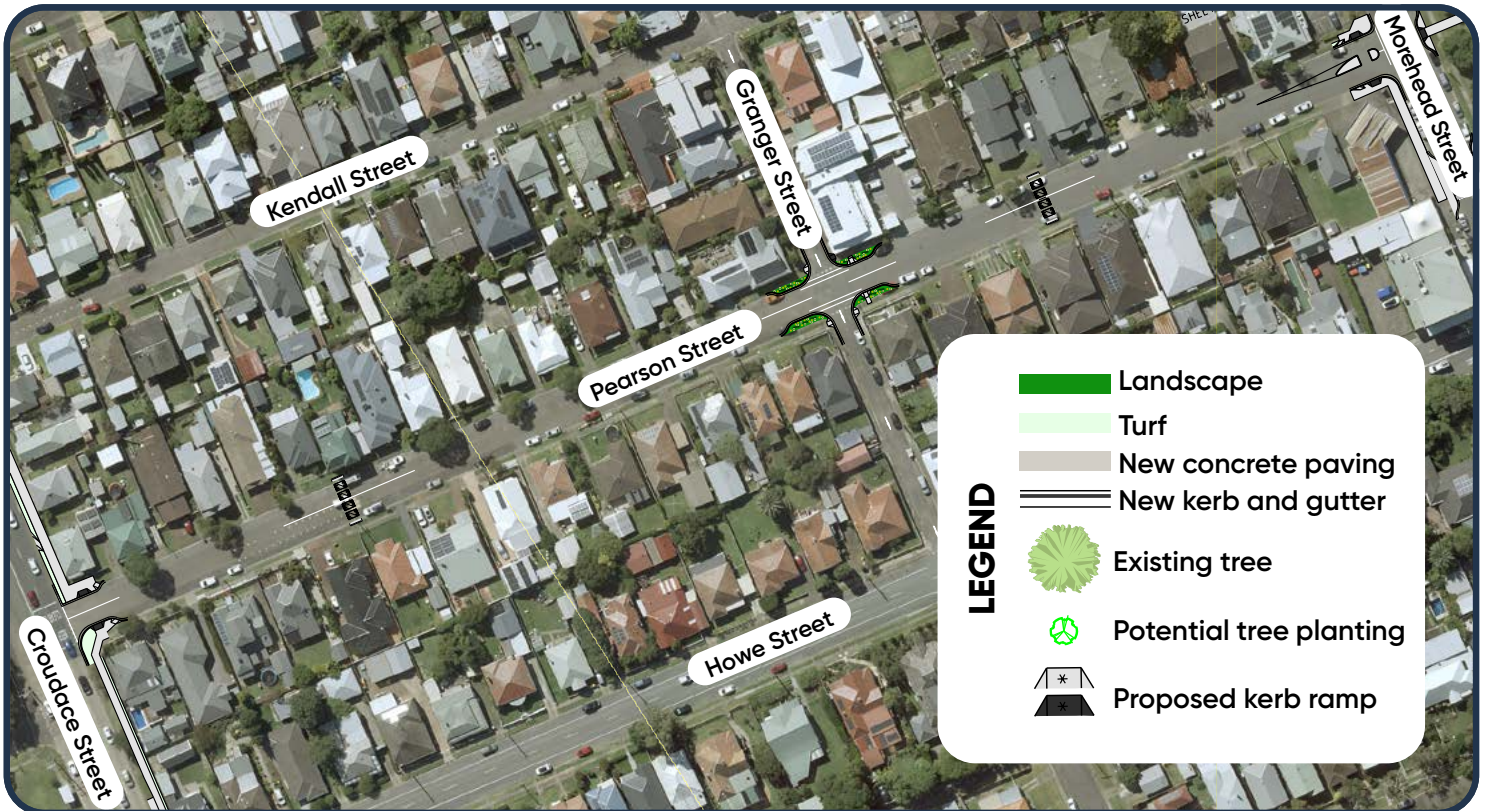 Morehead Street
Granger Street
Kendall Street
Pearson Street
Howe Street
Croudace Street
LEGEND
Landscape
Turf
New concrete paving
New kerb and gutter
Existing tree
Potential tree planting
Proposed kerb ramp